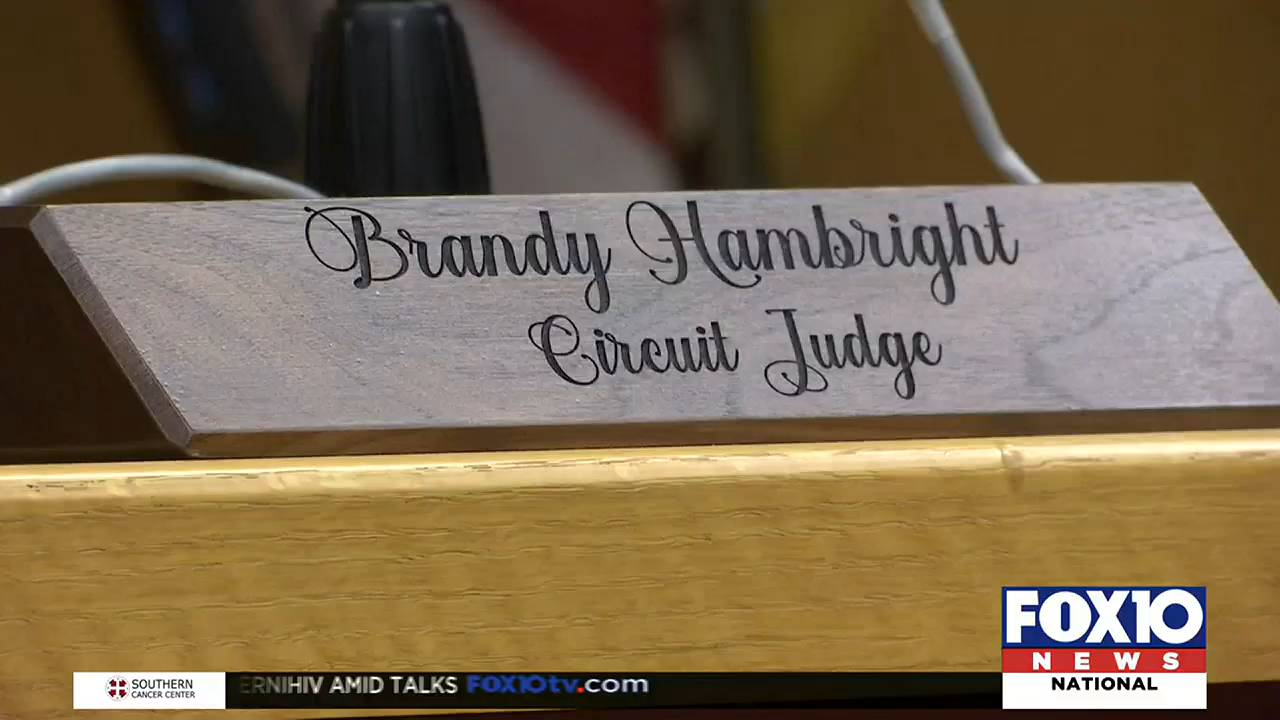 Brandy Hambright
Circuit Judge
FOX10
NEWS
NATIONAL
SOUTHERN
CANCER CENTER
ERNIHIV AMID TALKS FOX10tv.com